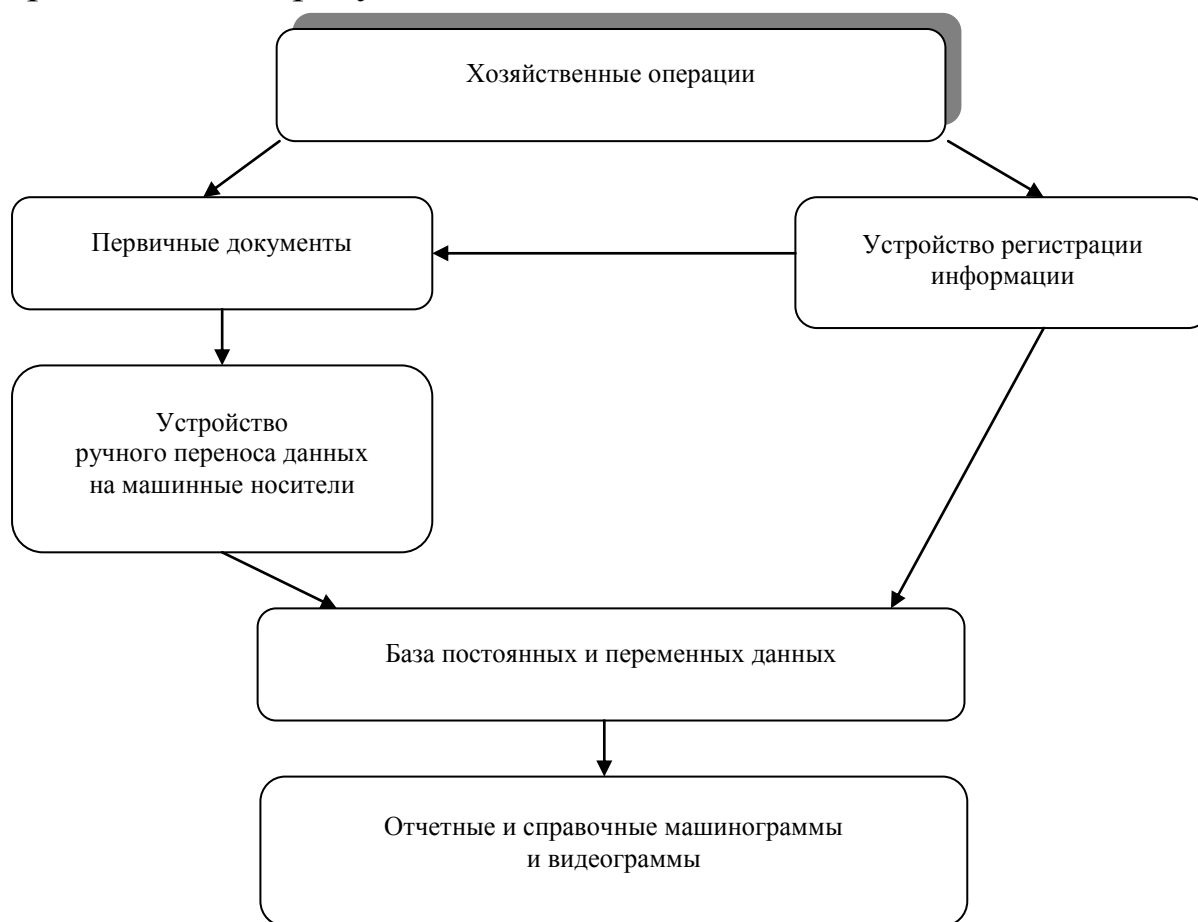 Хозяйственные операции
Первичные документы
Устройство регистрации
информации
Устройство
ручного переноса данных
на машинные носители
База постоянных и переменных данных
Отчетные и справочные машинограммы
и видеограммы